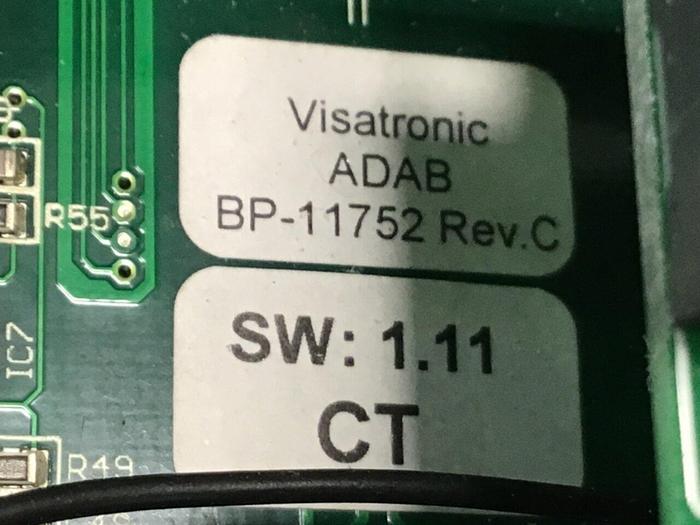 Visatronic
ADAB
BP-11752 Rev.C
R55
SW: 1.11
CT
IC7
R49